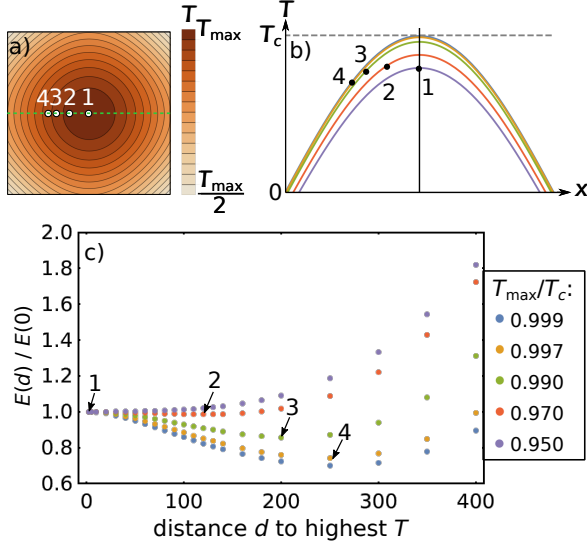 a)
4 3 2 1
T
T_max
T_max/2
b)
T
T_c
3
4
2
1
0
x
c)
2.0
1.8
1.6
1.4
1.2
1.0
0.8
0.6
E(d) / E(0)
1
2
3
4
0 100 200 300 400
distance d to highest T
T_max/T_c:
0.999
0.997
0.990
0.970
0.950